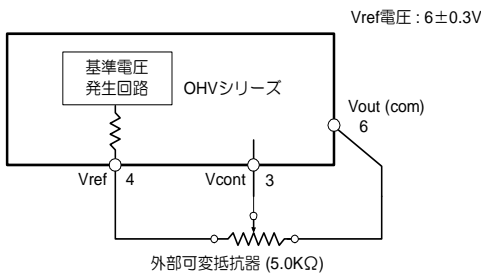 Vref電圧 : 6±0.3V
基準電圧
発生回路
OHVシリーズ
Vout (com)
6
Vref 4
Vcont 3
外部可変抵抗器 (5.0KΩ)